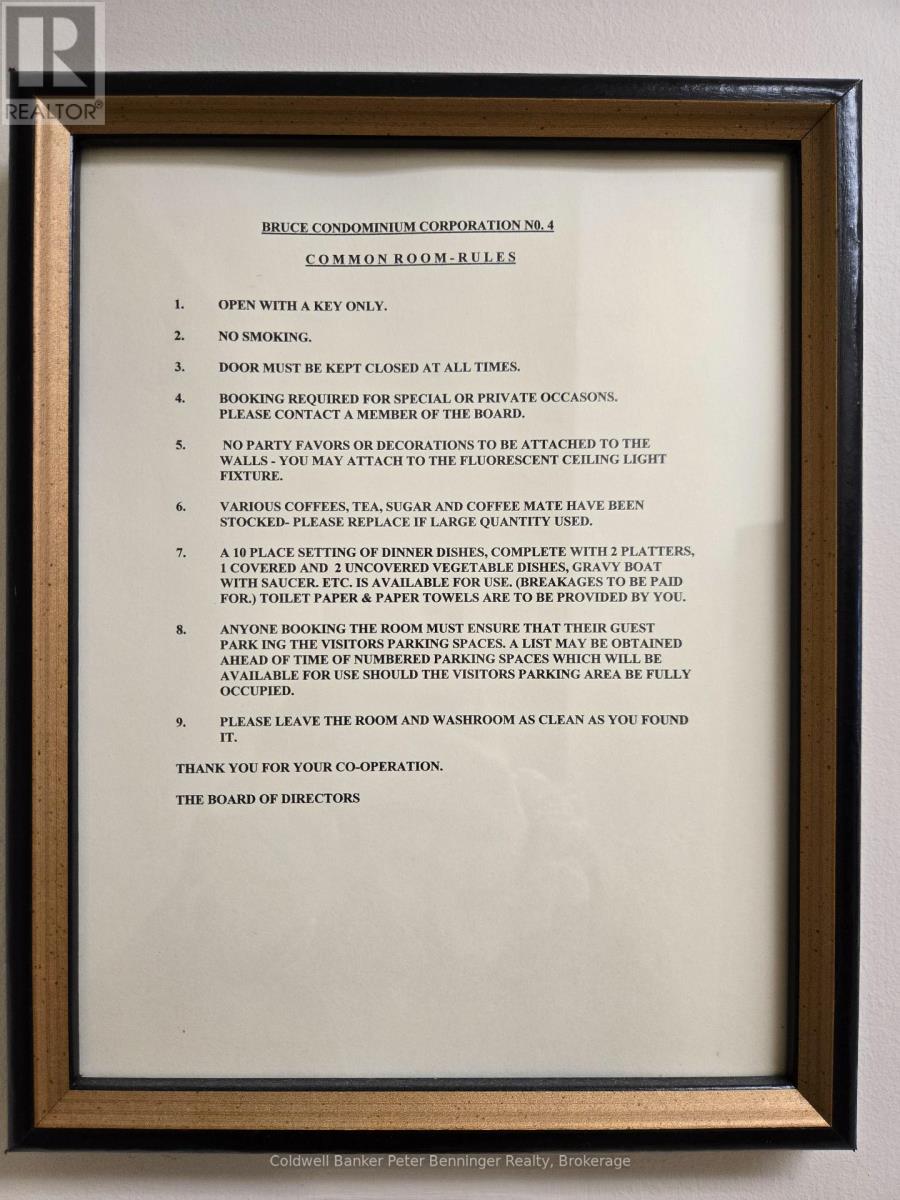 REALTOR®
BRUCE CONDOMINIUM CORPORATION N0. 4
COMMON ROOM-RULES
1. OPEN WITH A KEY ONLY.
2. NO SMOKING.
3. DOOR MUST BE KEPT CLOSED AT ALL TIMES.
4. BOOKING REQUIRED FOR SPECIAL OR PRIVATE OCCASONS.
PLEASE CONTACT A MEMBER OF THE BOARD.
5. NO PARTY FAVORS OR DECORATIONS TO BE ATTACHED TO THE
WALLS - YOU MAY ATTACH TO THE FLUORESCENT CEILING LIGHT
FIXTURE.
6. VARIOUS COFFEES, TEA, SUGAR AND COFFEE MATE HAVE BEEN
STOCKED- PLEASE REPLACE IF LARGE QUANTITY USED.
7. A 10 PLACE SETTING OF DINNER DISHES, COMPLETE WITH 2 PLATTERS,
1 COVERED AND 2 UNCOVERED VEGETABLE DISHES, GRAVY BOAT
WITH SAUCER. ETC. IS AVAILABLE FOR USE. (BREAKAGES TO BE PAID
FOR.) TOILET PAPER & PAPER TOWELS ARE TO BE PROVIDED BY YOU.
8. ANYONE BOOKING THE ROOM MUST ENSURE THAT THEIR GUEST
PARK ING THE VISITORS PARKING SPACES. A LIST MAY BE OBTAINED
AHEAD OF TIME OF NUMBERED PARKING SPACES WHICH WILL BE
AVAILABLE FOR USE SHOULD THE VISITORS PARKING AREA BE FULLY
OCCUPIED.
9. PLEASE LEAVE THE ROOM AND WASHROOM AS CLEAN AS YOU FOUND
IT.
THANK YOU FOR YOUR CO-OPERATION.
THE BOARD OF DIRECTORS
Coldwell Banker Peter Benninger Realty, Brokerage